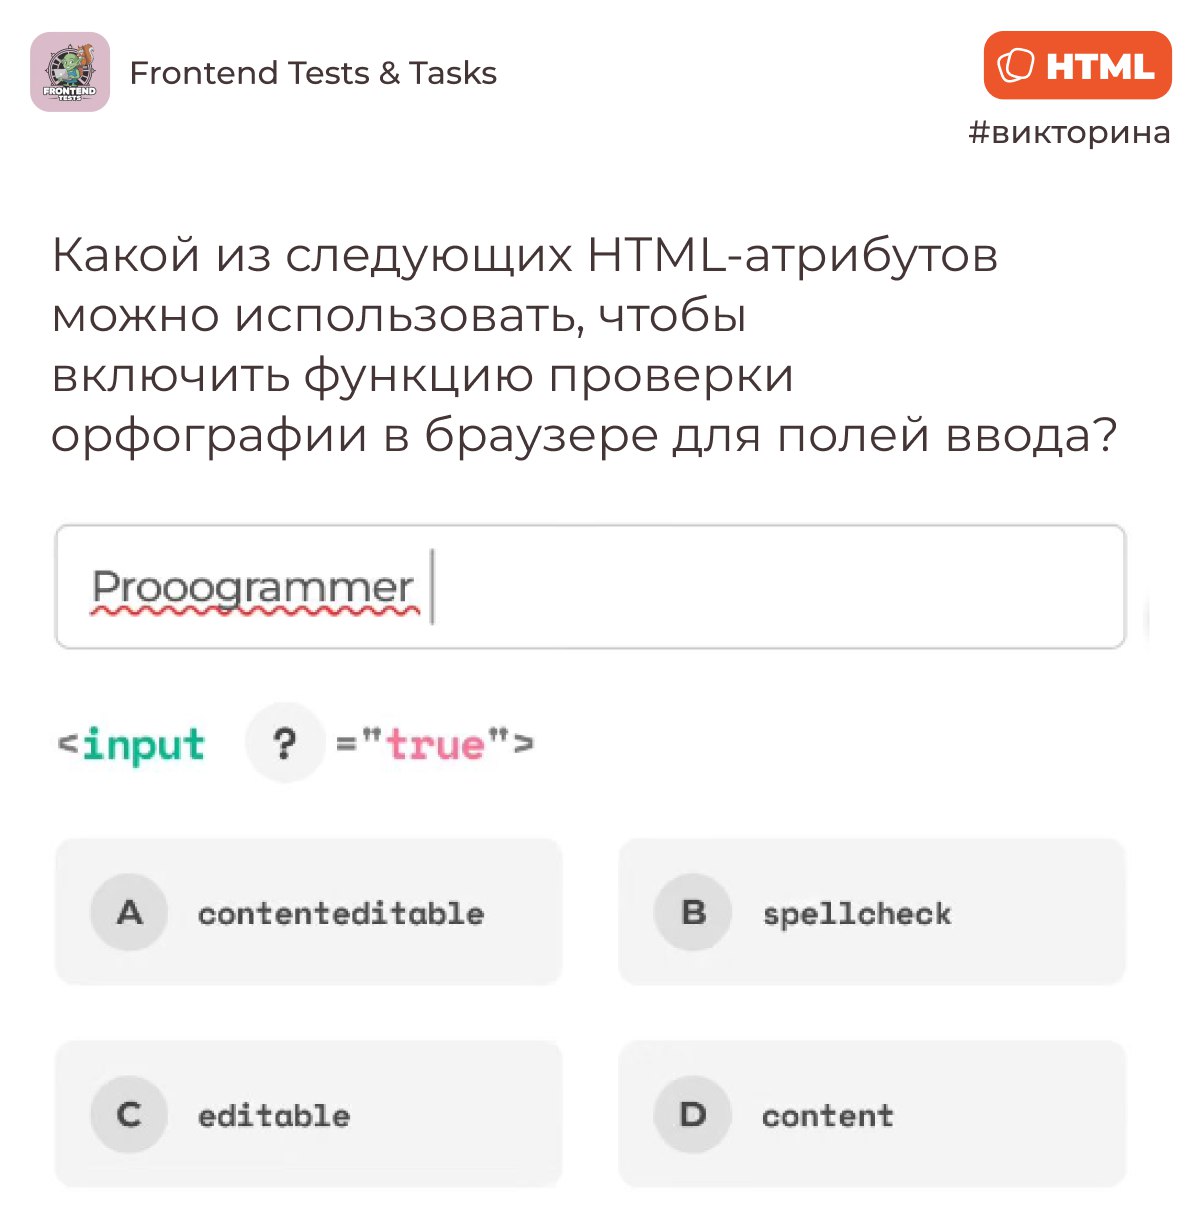 FRONTEND
TESTS
Frontend Tests & Tasks
HTML
#викторина
Какой из следующих HTML-атрибутов
можно использовать, чтобы
включить функцию проверки
орфографии в браузере для полей ввода?
Prooogrammer
<input ? ="true">
A contenteditable
B spellcheck
C editable
D content